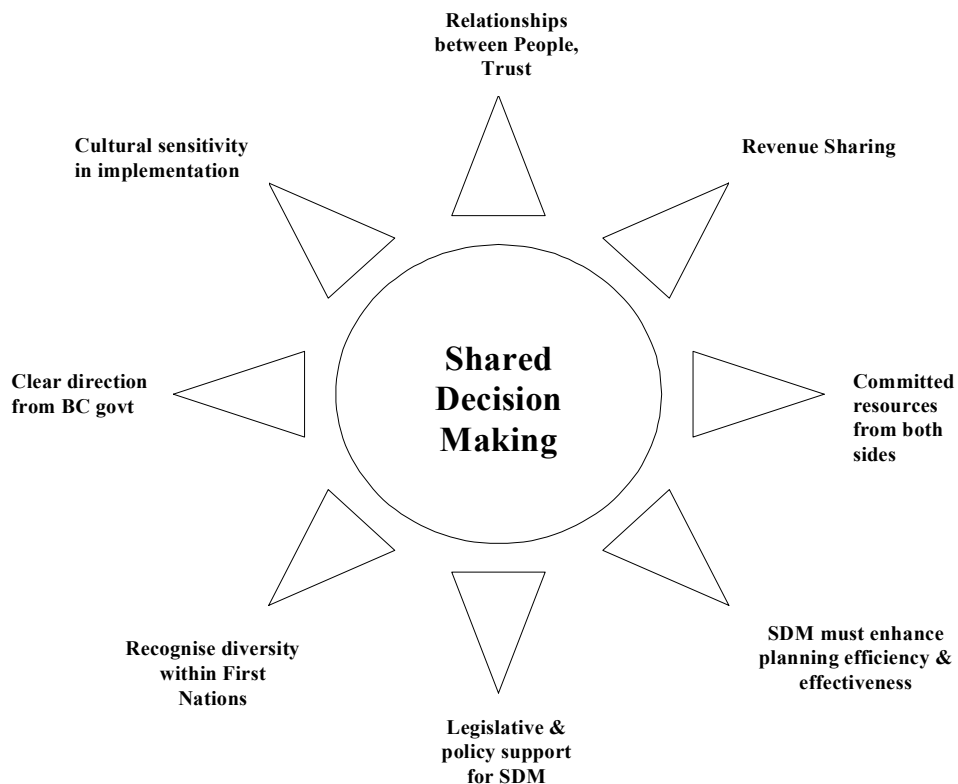 Relationships
between People,
Trust
Cultural sensitivity
in implementation
Revenue Sharing
Shared
Decision
Making
Clear direction
from BC govt
Committed
resources
from both
sides
Recognise diversity
within First
Nations
SDM must enhance
planning efficiency &
effectiveness
Legislative &
policy support
for SDM